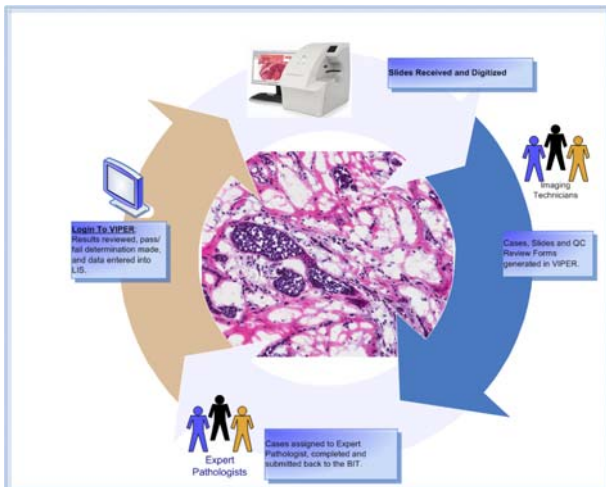 Slides Received and Digitized
Imaging
Technicians
Cases, Slides and QC
Review Forms
generated in VIPER.
Cases assigned to Expert
Pathologist, completed and
submitted back to the BIT.
Expert
Pathologists
Login To VIPER:
Results reviewed, pass/
fail determination made,
and data entered into
LIS.